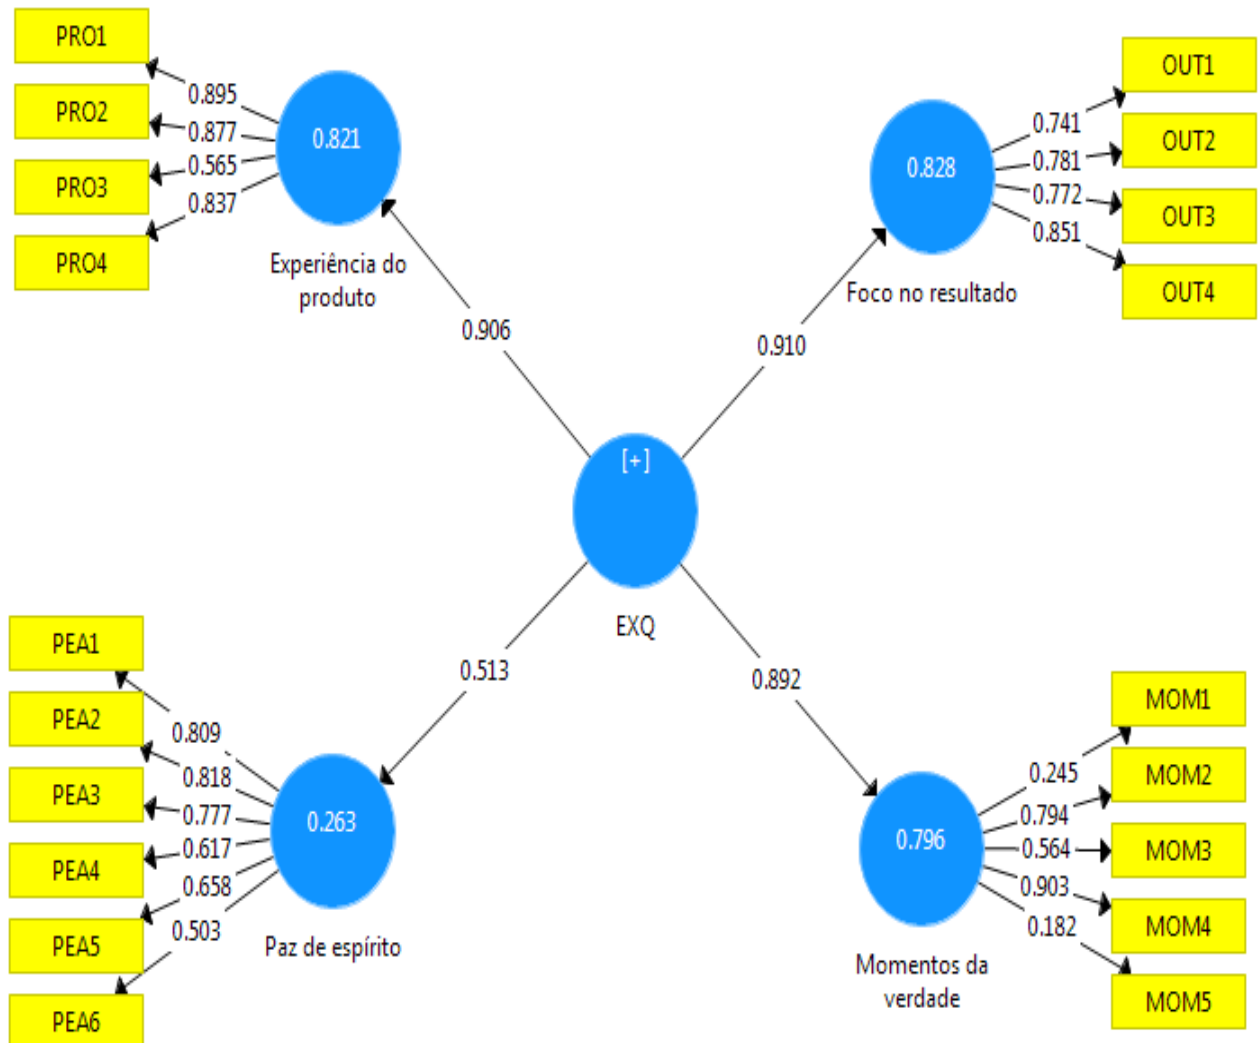 PRO1
PRO2
PRO3
PRO4
0.895
0.877
0.565
0.837
0.821
Experiência do
produto
OUT1
OUT2
OUT3
OUT4
0.741
0.781
0.772
0.851
0.828
Foco no resultado
0.906
0.910
[+]
EXQ
0.513
0.892
PEA1
PEA2
PEA3
PEA4
PEA5
PEA6
0.809
0.818
0.777
0.617
0.658
0.503
0.263
Paz de espírito
MOM1
MOM2
MOM3
MOM4
MOM5
0.245
0.794
0.564
0.903
0.182
0.796
Momentos da
verdade